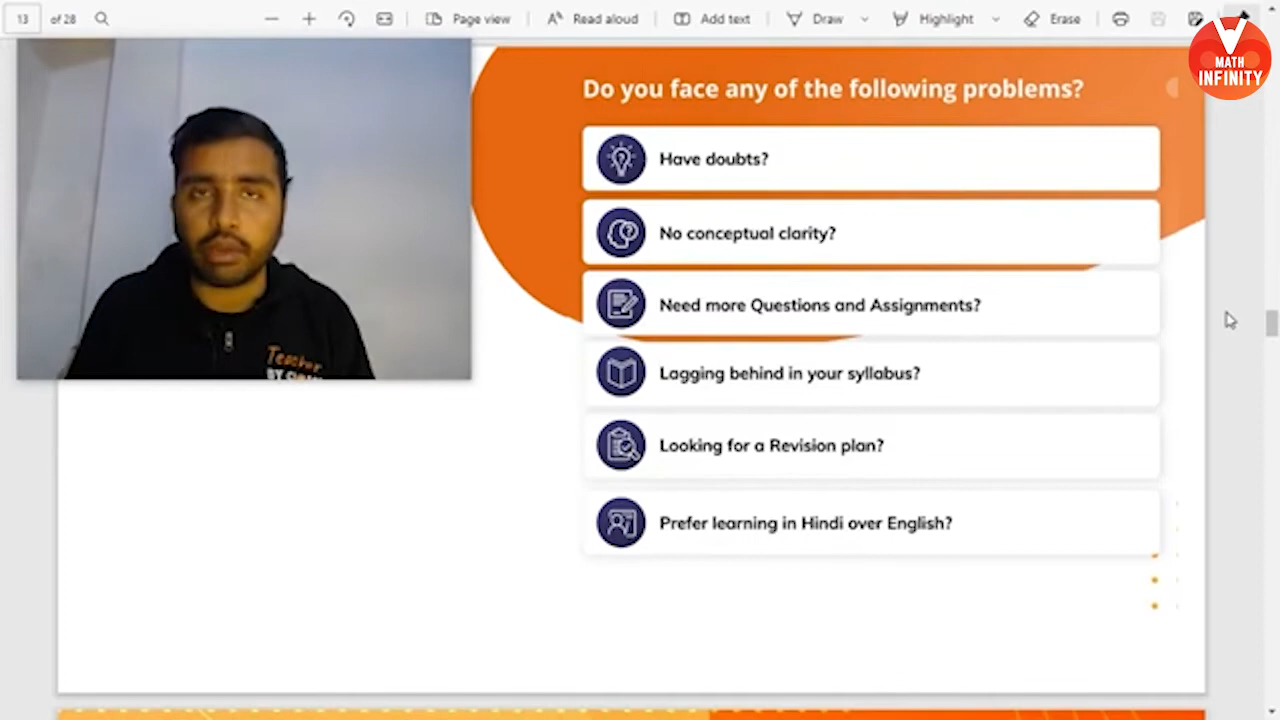 13 of 28 Page view Read aloud Add text Draw Highlight Erase
MATH
INFINITY
Do you face any of the following problems?
Have doubts?
No conceptual clarity?
Need more Questions and Assignments?
Lagging behind in your syllabus?
Looking for a Revision plan?
Prefer learning in Hindi over English?
Teacher
BY